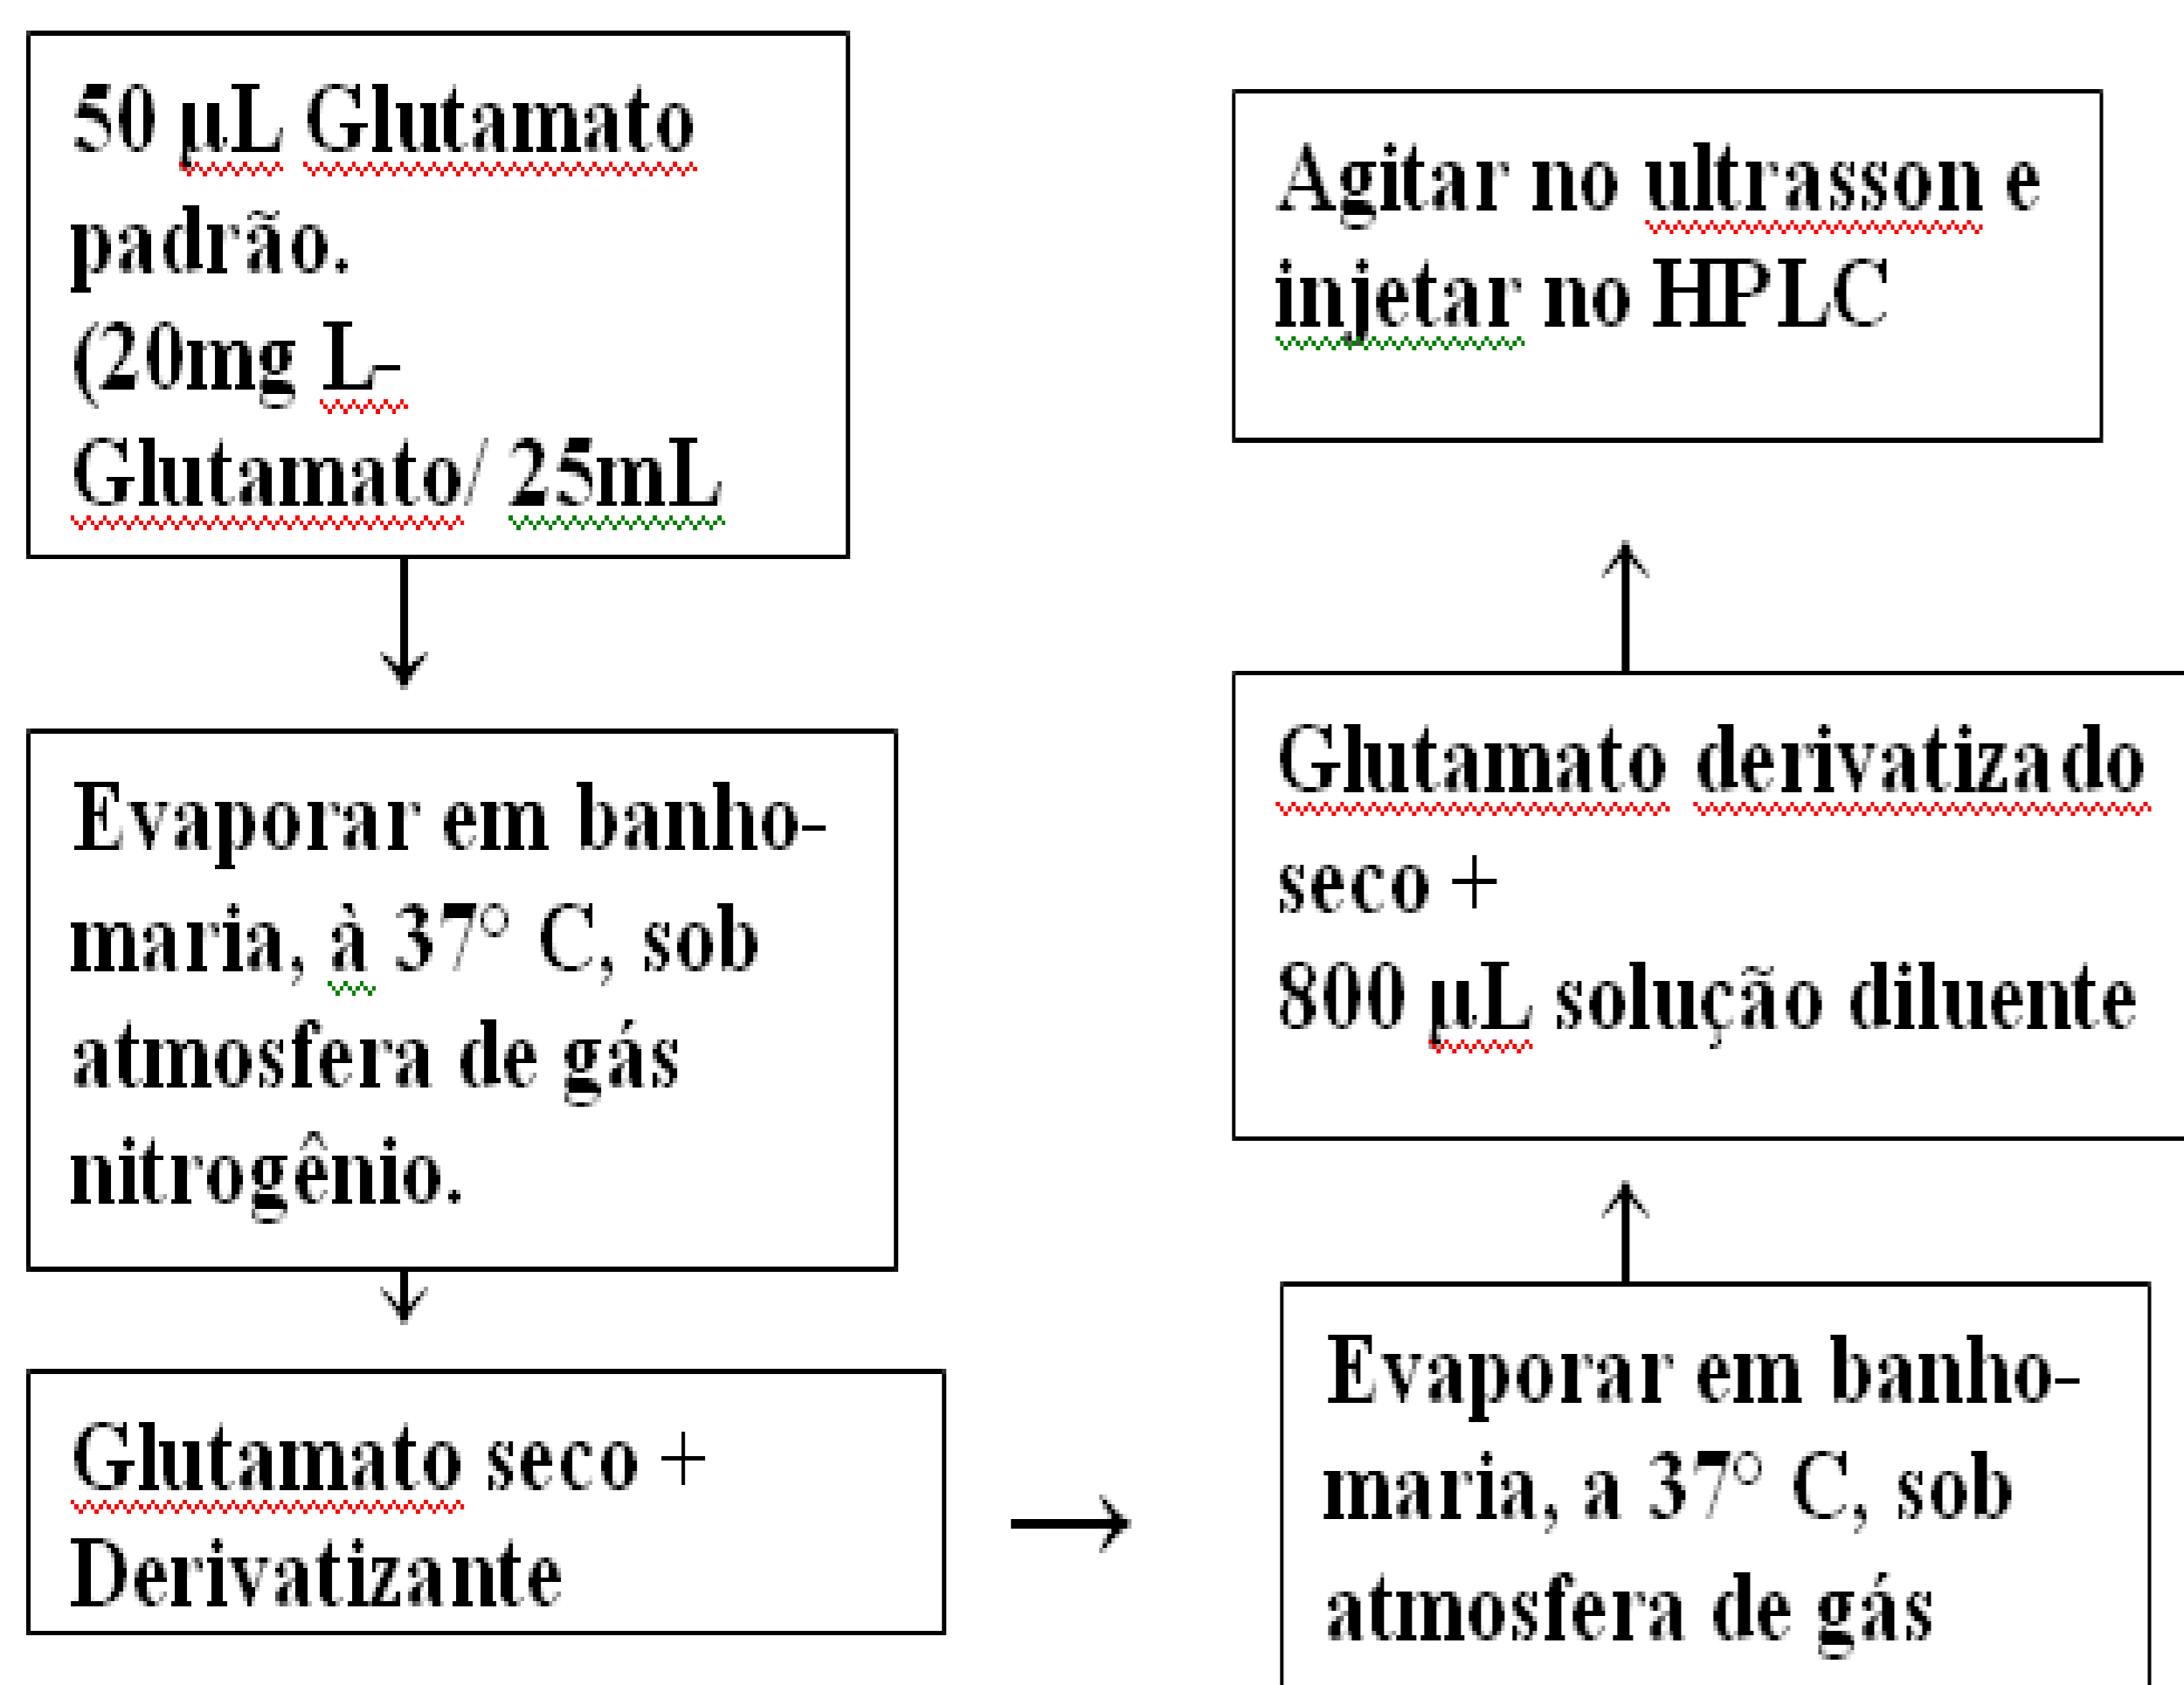 50 µL Glutamato
padrão.
(20mg L-
Glutamato/ 25mL
Evaporar em banho-
maria, à 37° C, sob
atmosfera de gás
nitrogênio.
Glutamato seco +
Derivatizante
Evaporar em banho-
maria, a 37° C, sob
atmosfera de gás
Glutamato derivatizado
seco +
800 µL solução diluente
Agitar no ultrasson e
injetar no HPLC